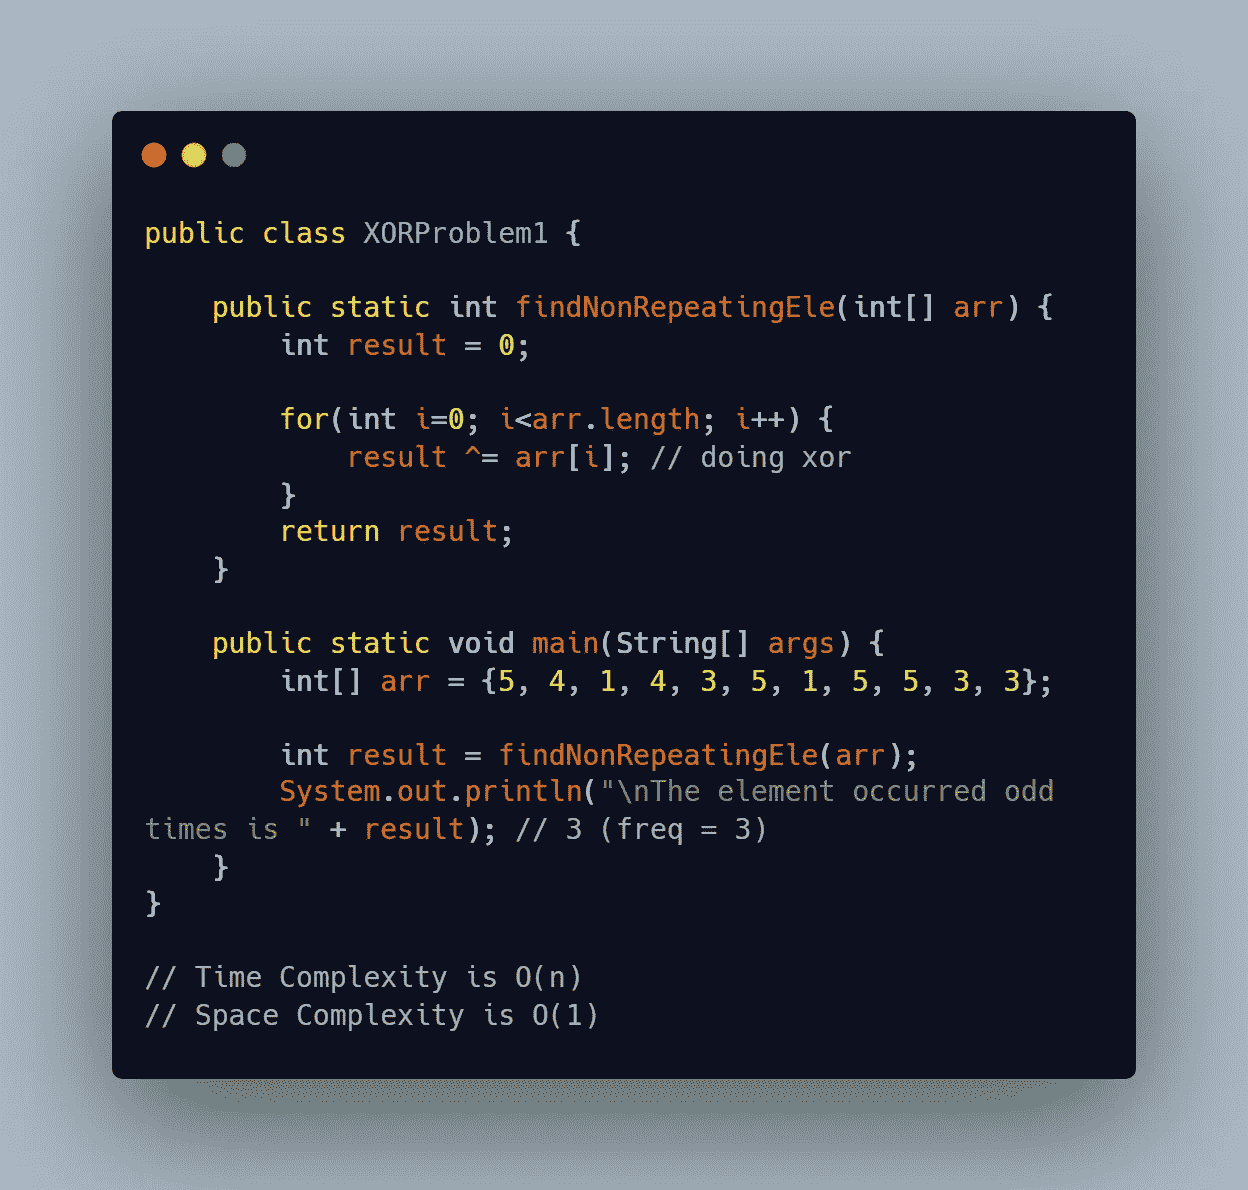 public class XORProblem1 {
    public static int findNonRepeatingEle(int[] arr) {
        int result = 0;
        for(int i=0; i<arr.length; i++) {
            result ^= arr[i]; // doing xor
        }
        return result;
    }
    public static void main(String[] args) {
        int[] arr = {5, 4, 1, 4, 3, 5, 1, 5, 5, 3, 3};
        int result = findNonRepeatingEle(arr);
        System.out.println("\nThe element occurred odd
times is " + result); // 3 (freq = 3)
    }
}
// Time Complexity is O(n)
// Space Complexity is O(1)